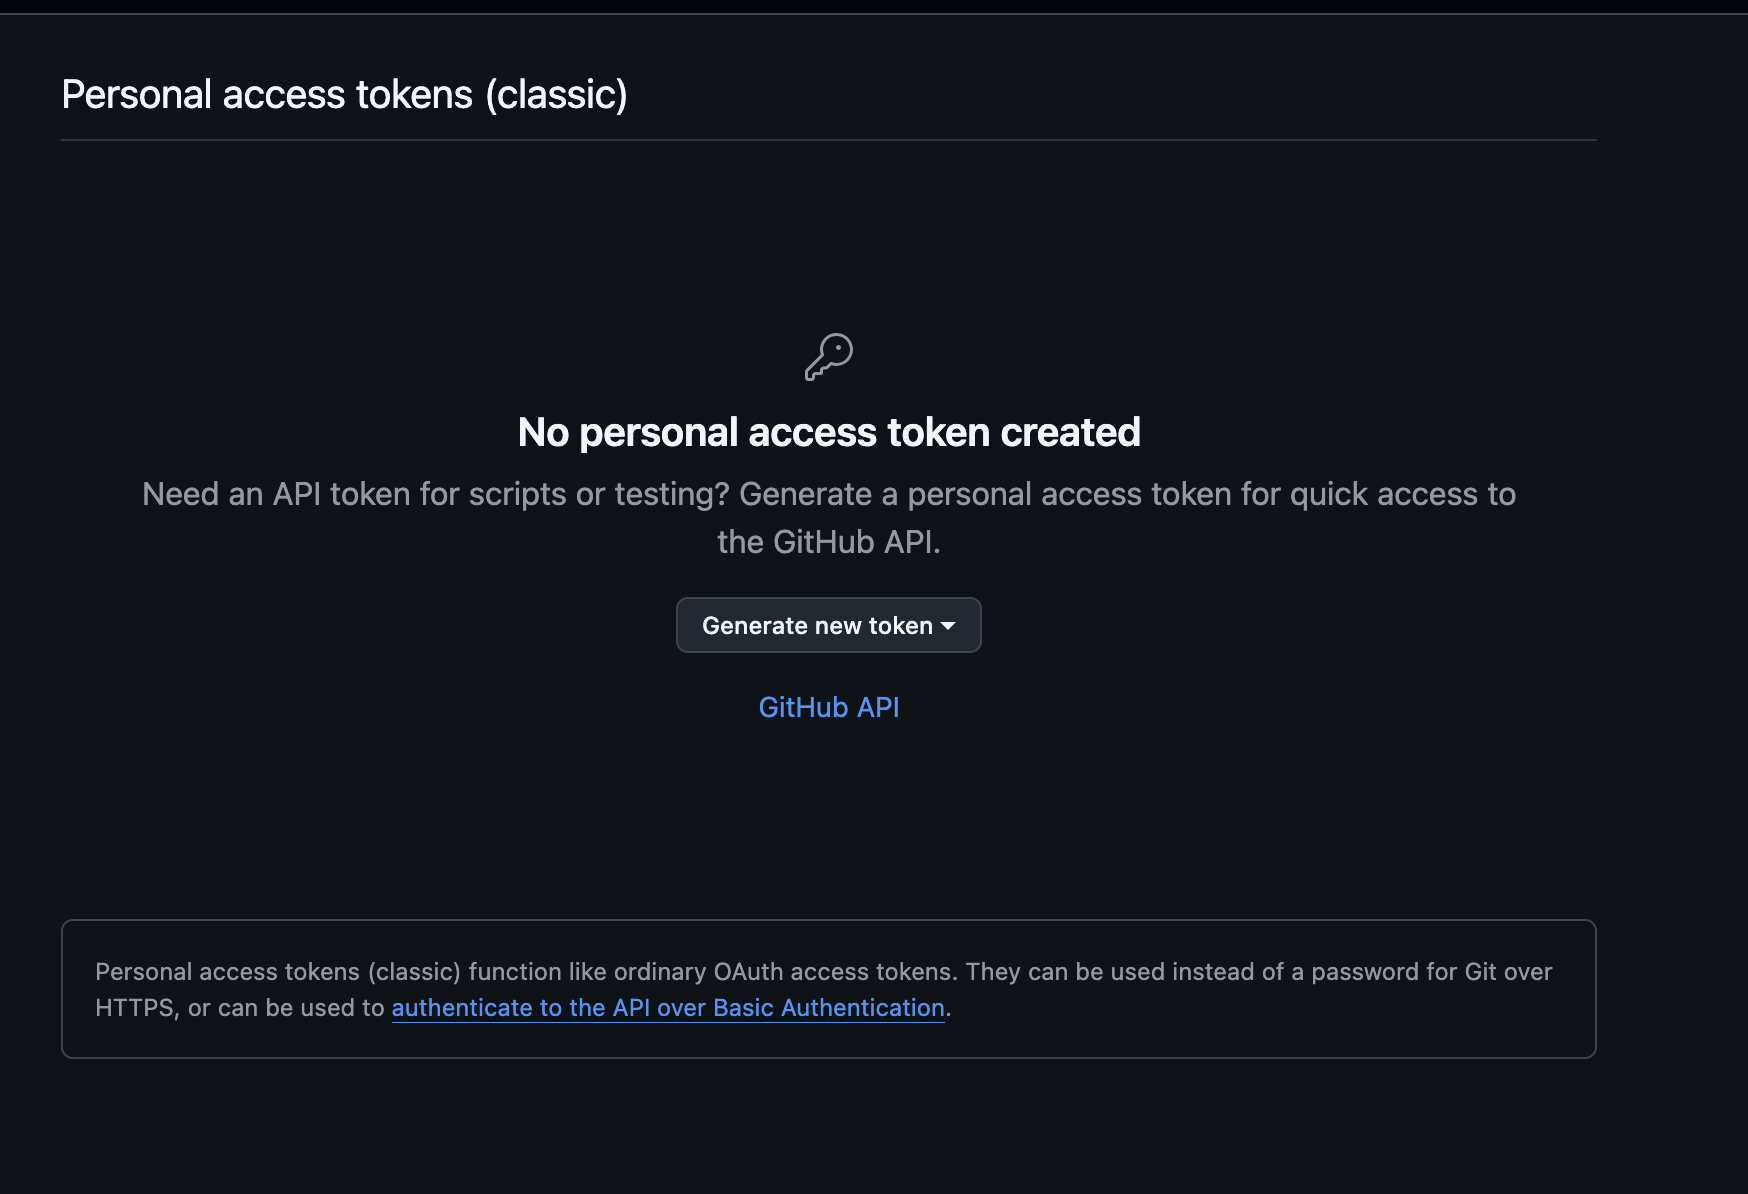 Personal access tokens (classic)
No personal access token created
Need an API token for scripts or testing? Generate a personal access token for quick access to
the GitHub API.
Generate new token
GitHub API
Personal access tokens (classic) function like ordinary OAuth access tokens. They can be used instead of a password for Git over
HTTPS, or can be used to authenticate to the API over Basic Authentication.